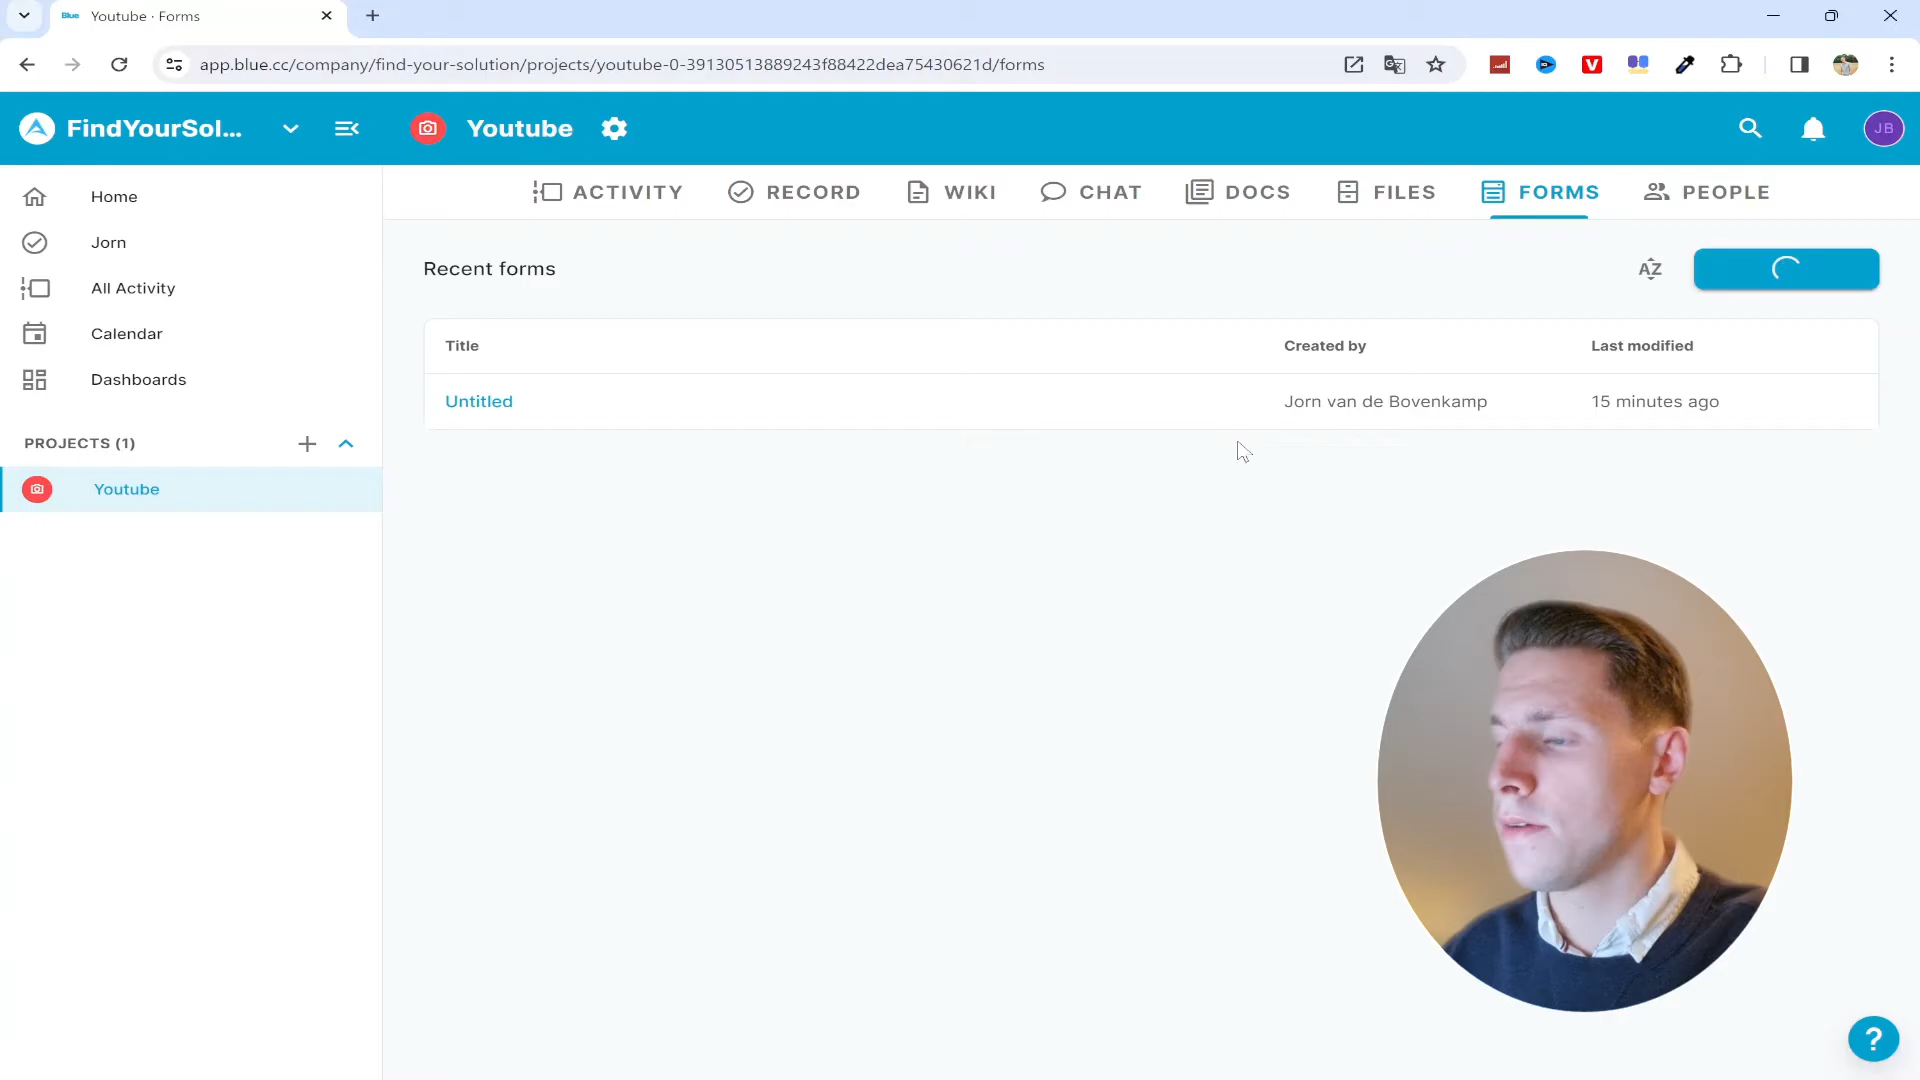 Blue Youtube · Forms
app.blue.cc/company/find-your-solution/projects/youtube-0-39130513889243f88422dea75430621d/forms
FindYourSol...
Youtube
JB
ACTIVITY RECORD WIKI CHAT DOCS FILES FORMS PEOPLE
Home
Jorn
All Activity
Calendar
Dashboards
PROJECTS (1)
Youtube
Recent forms
AZ
Title Created by Last modified
Untitled Jorn van de Bovenkamp 15 minutes ago
?